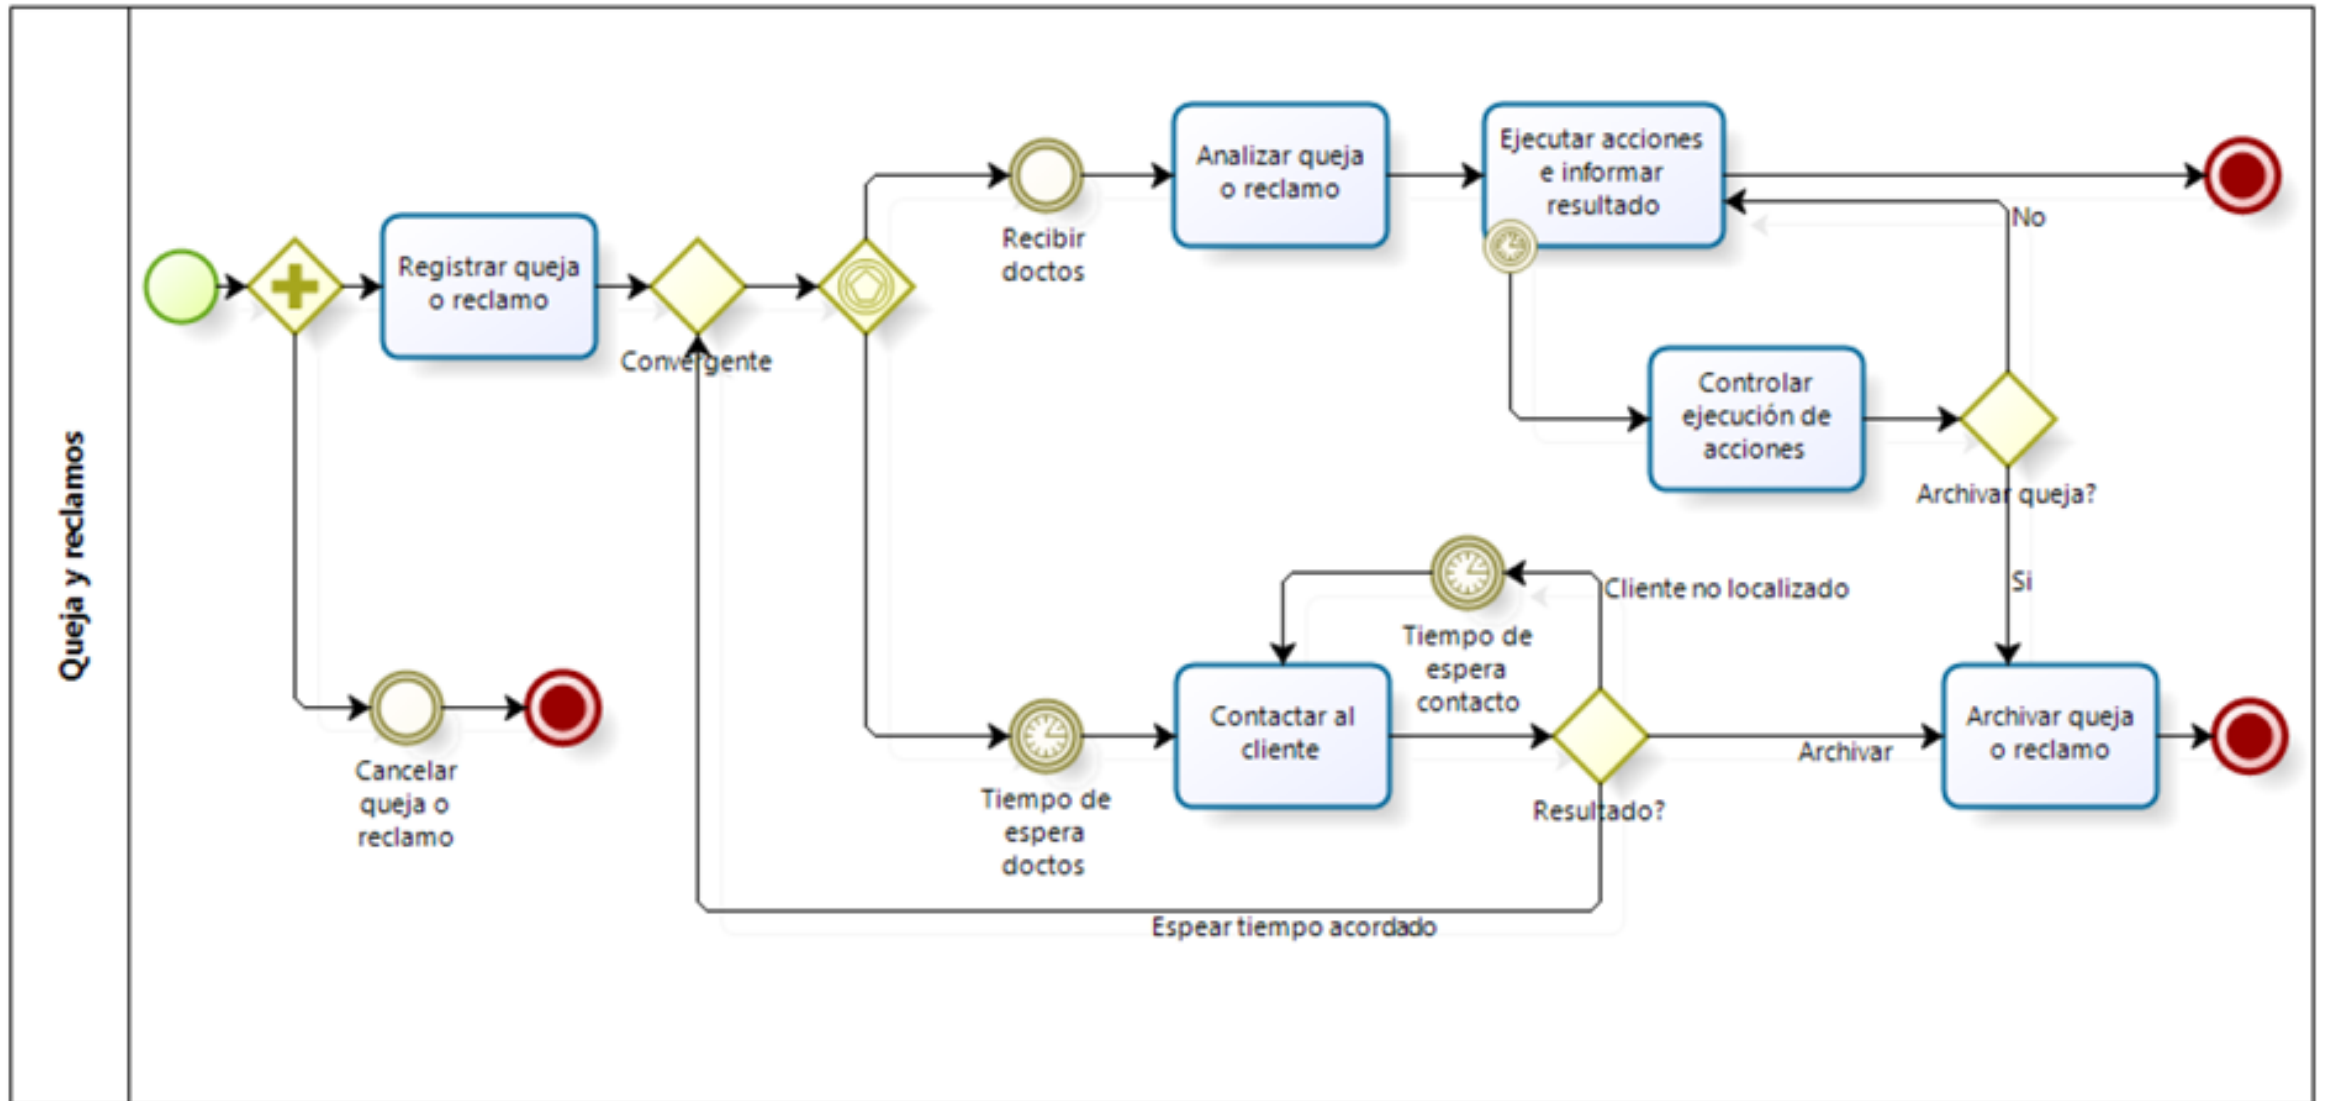 Queja y reclamos
Registrar queja
o reclamo
Convergente
Cancelar
queja o
reclamo
Recibir
doctos
Analizar queja
o reclamo
Ejecutar acciones
e informar
resultado
No
Controlar
ejecución de
acciones
Archivar queja?
Si
Tiempo de
espera
doctos
Contactar al
cliente
Tiempo de
espera
contacto
Cliente no localizado
Resultado?
Archivar
Archivar queja
o reclamo
Espear tiempo acordado